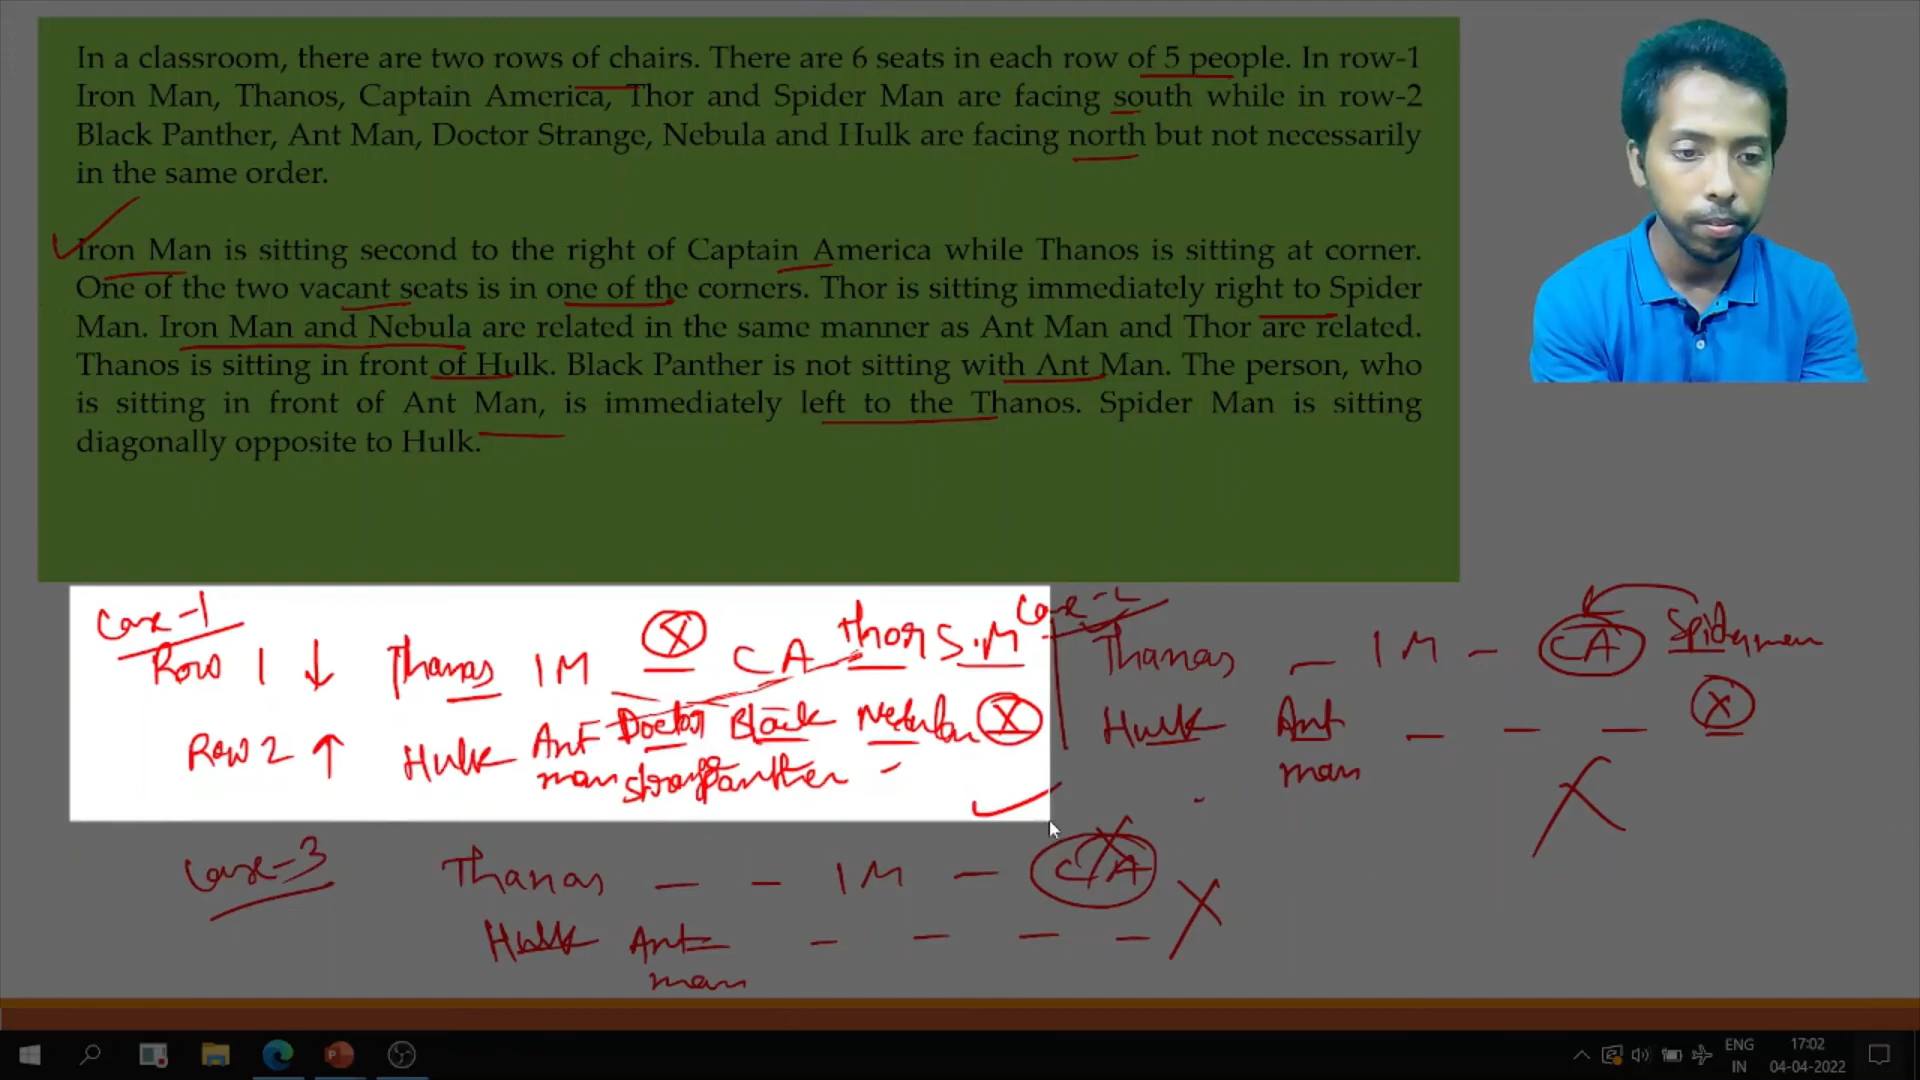 In a classroom, there are two rows of chairs. There are 6 seats in each row of 5 people. In row-1
Iron Man, Thanos, Captain America, Thor and Spider Man are facing south while in row-2
Black Panther, Ant Man, Doctor Strange, Nebula and Hulk are facing north but not necessarily
in the same order.
Iron Man is sitting second to the right of Captain America while Thanos is sitting at corner.
One of the two vacant seats is in one of the corners. Thor is sitting immediately right to Spider
Man. Iron Man and Nebula are related in the same manner as Ant Man and Thor are related.
Thanos is sitting in front of Hulk. Black Panther is not sitting with Ant Man. The person, who
is sitting in front of Ant Man, is immediately left to the Thanos. Spider Man is sitting
diagonally opposite to Hulk.
Case-1
Row 1 ↓ Thanas IM X CA Thor S.M
Row 2 ↑ Hulk Ant man Doctor Strange Black Panther Nebula X
Case-2
Thanas _ IM _ CA Spiderman
Hulk Ant man _ _ _ X
Case-3
Thanas _ _ IM _ CA
Hulk Ant man _ _ _ _
ENG
IN
17:02
04-04-2022